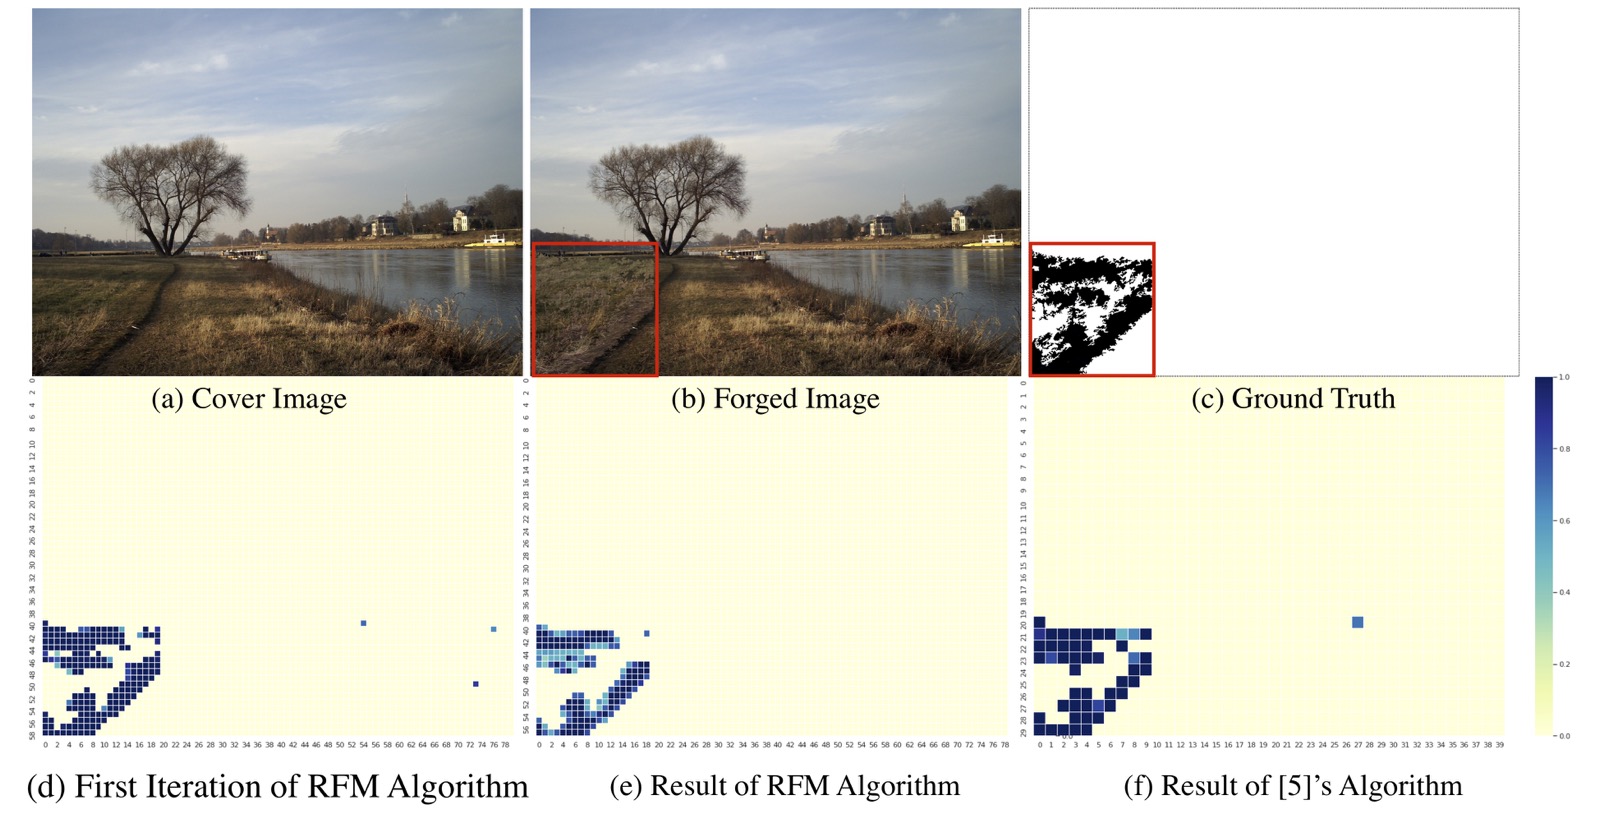 (a) Cover Image
(b) Forged Image
(c) Ground Truth
0 2 4 6 8 10 12 14 16 18 20 22 24 26 28 30 32 34 36 38 40 42 44 46 48 50 52 54 56 58
0 2 4 6 8 10 12 14 16 18 20 22 24 26 28 30 32 34 36 38 40 42 44 46 48 50 52 54 56 58 60 62 64 66 68 70 72 74 76 78
0 2 4 6 8 10 12 14 16 18 20 22 24 26 28 30 32 34 36 38 40 42 44 46 48 50 52 54 56
0 2 4 6 8 10 12 14 16 18 20 22 24 26 28 30 32 34 36 38 40 42 44 46 48 50 52 54 56 58 60 62 64 66 68 70 72 74 76 78
0 1 2 3 4 5 6 7 8 9 10 11 12 13 14 15 16 17 18 19 20 21 22 23 24 25 26 27 28 29
0 1 2 3 4 5 6 7 8 9 10 11 12 13 14 15 16 17 18 19 20 21 22 23 24 25 26 27 28 29 30 31 32 33 34 35 36 37 38 39
1.0
0.8
0.6
0.4
0.2
0.0
(d) First Iteration of RFM Algorithm
(e) Result of RFM Algorithm
(f) Result of [5]'s Algorithm